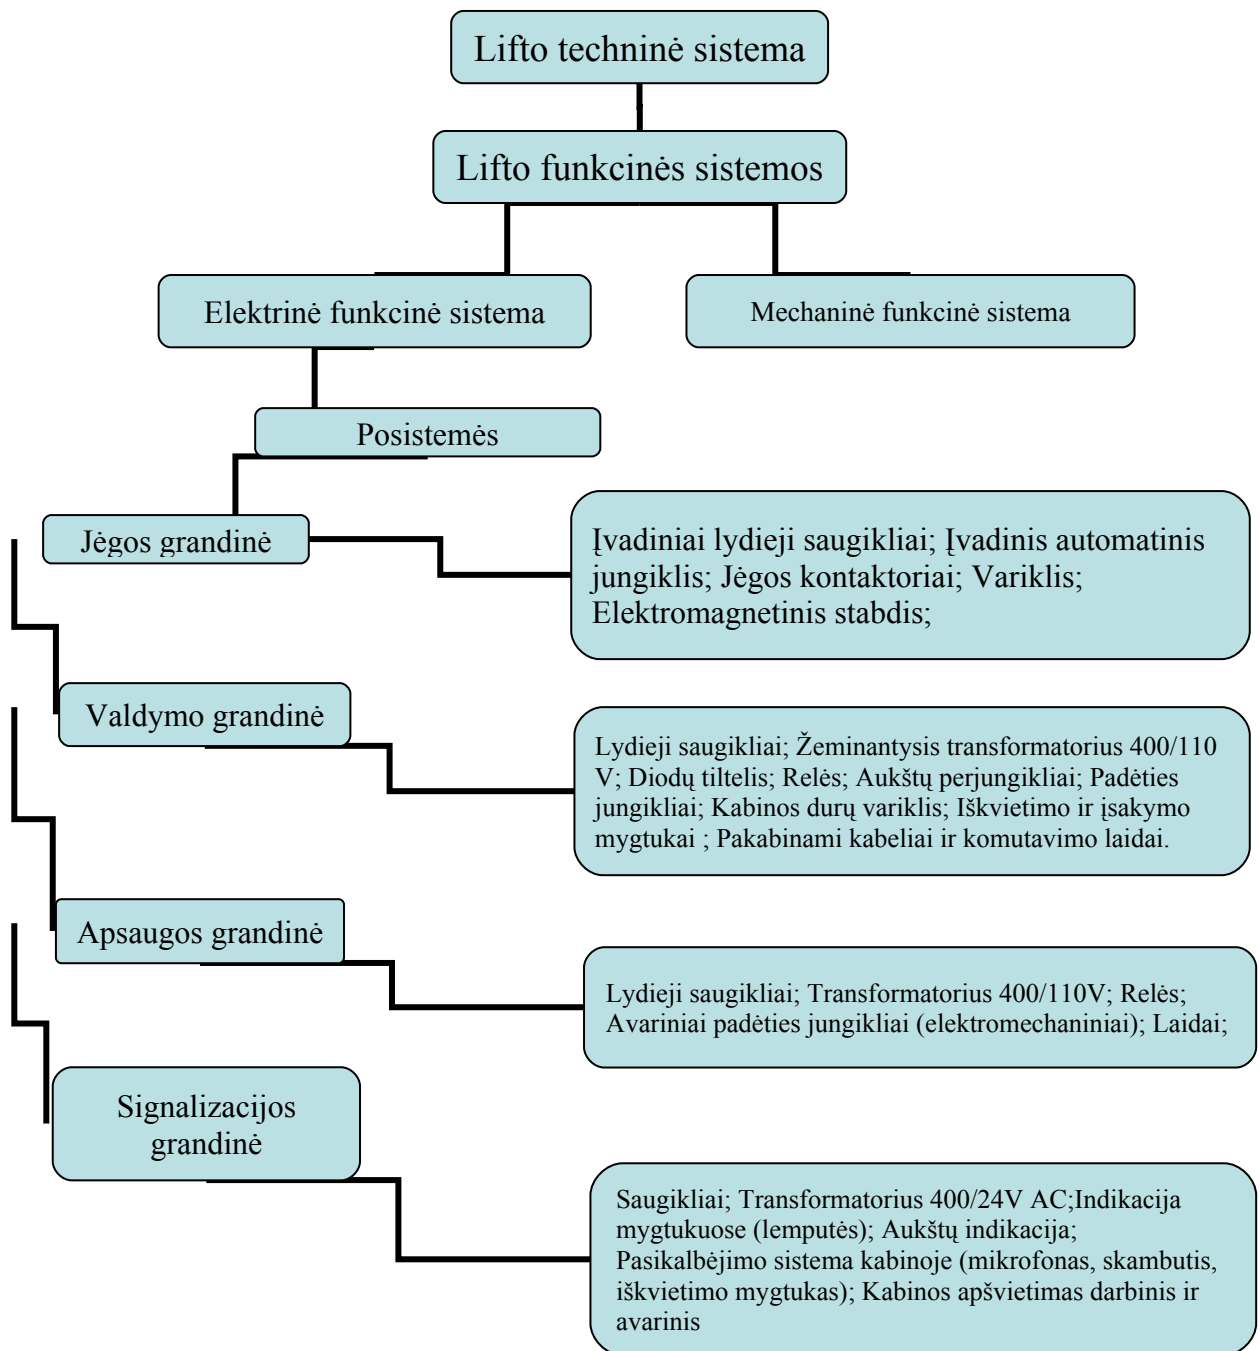 Lifto techninė sistema
Lifto funkcinės sistemos
Elektrinė funkcinė sistema
Mechaninė funkcinė sistema
Posistemės
Jėgos grandinė
Įvadiniai lydieji saugikliai; Įvadinis automatinis
jungiklis; Jėgos kontaktoriai; Variklis;
Elektromagnetinis stabdis;
Valdymo grandinė
Lydieji saugikliai; Žeminantysis transformatorius 400/110
V; Diodų tiltelis; Relės; Aukštų perjungikliai; Padėties
jungikliai; Kabinos durų variklis; Iškvietimo ir įsakymo
mygtukai ; Pakabinami kabeliai ir komutavimo laidai.
Apsaugos grandinė
Lydieji saugikliai; Transformatorius 400/110V; Relės;
Avariniai padėties jungikliai (elektromechaniniai); Laidai;
Signalizacijos
grandinė
Saugikliai; Transformatorius 400/24V AC;Indikacija
mygtukuose (lemputės); Aukštų indikacija;
Pasikalbėjimo sistema kabinoje (mikrofonas, skambutis,
iškvietimo mygtukas); Kabinos apšvietimas darbinis ir
avarinis